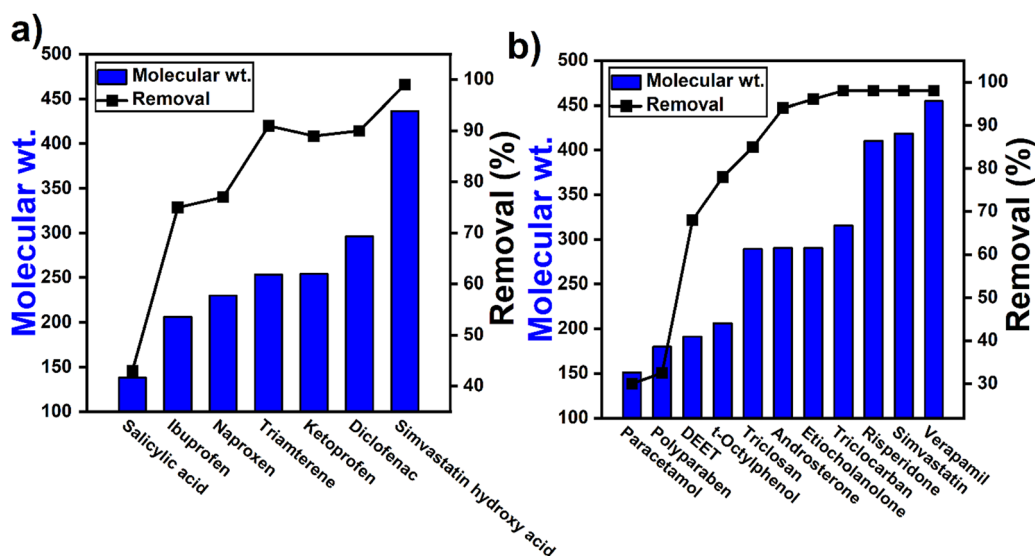 a)
Molecular wt.
Removal
500
450
400
350
300
250
200
150
100
Molecular wt.
100
90
80
70
60
50
40
Removal (%)
Salicylic acid
Ibuprofen
Naproxen
Triamterene
Ketoprofen
Diclofenac
Simvastatin hydroxy acid
b)
Molecular wt.
Removal
500
450
400
350
300
250
200
150
100
Molecular wt.
100
90
80
70
60
50
40
30
Removal (%)
Paracetamol
Polyparaben
DEET
t-Octylphenol
Triclosan
Androsterone
Etiocholanolone
Triclocarban
Risperidone
Simvastatin
Verapamil